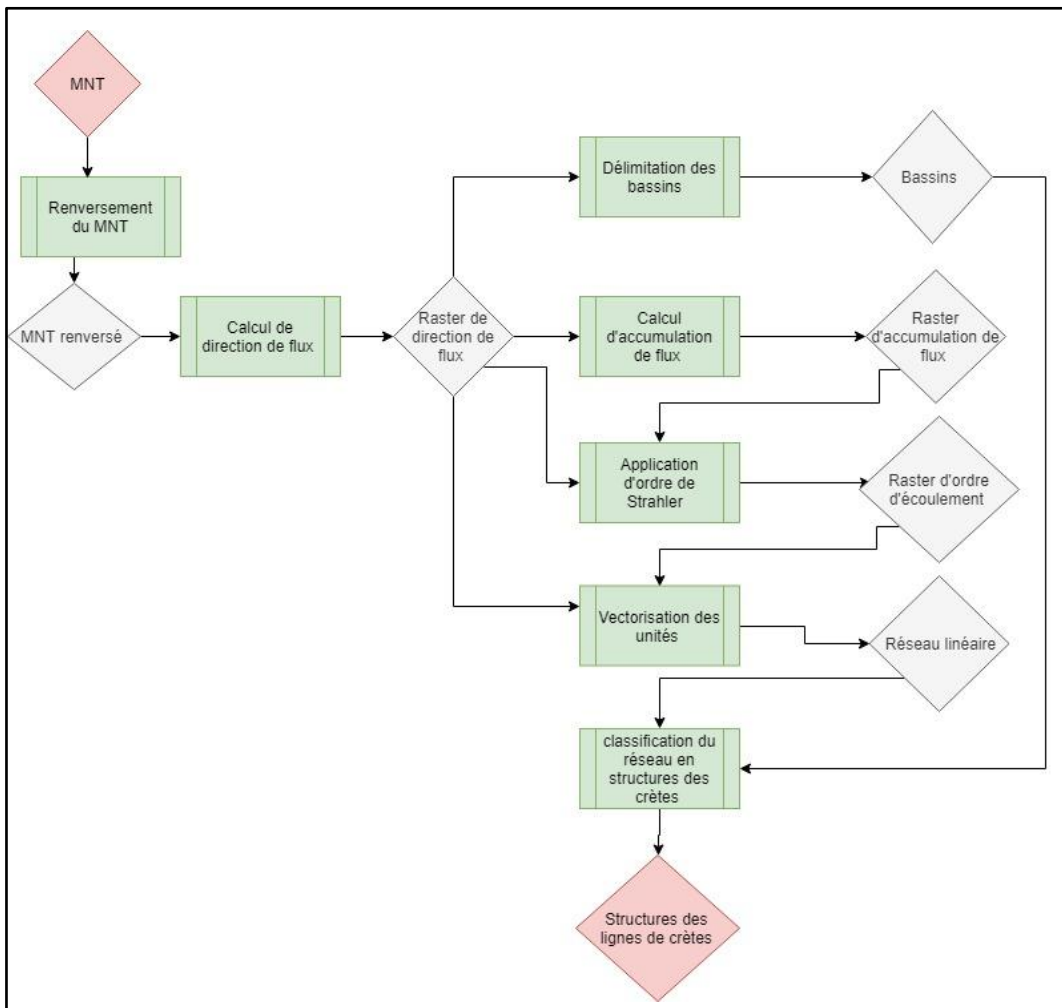 MNT
Renversement
du MNT
MNT renversé
Calcul de
direction de flux
Raster de
direction de
flux
Délimitation des
bassins
Bassins
Calcul
d'accumulation
de flux
Raster
d'accumulation de
flux
Application
d'ordre de
Strahler
Raster d'ordre
d'écoulement
Vectorisation des
unités
Réseau linéaire
classification du
réseau en
structures des
crètes
Structures des
lignes de crètes